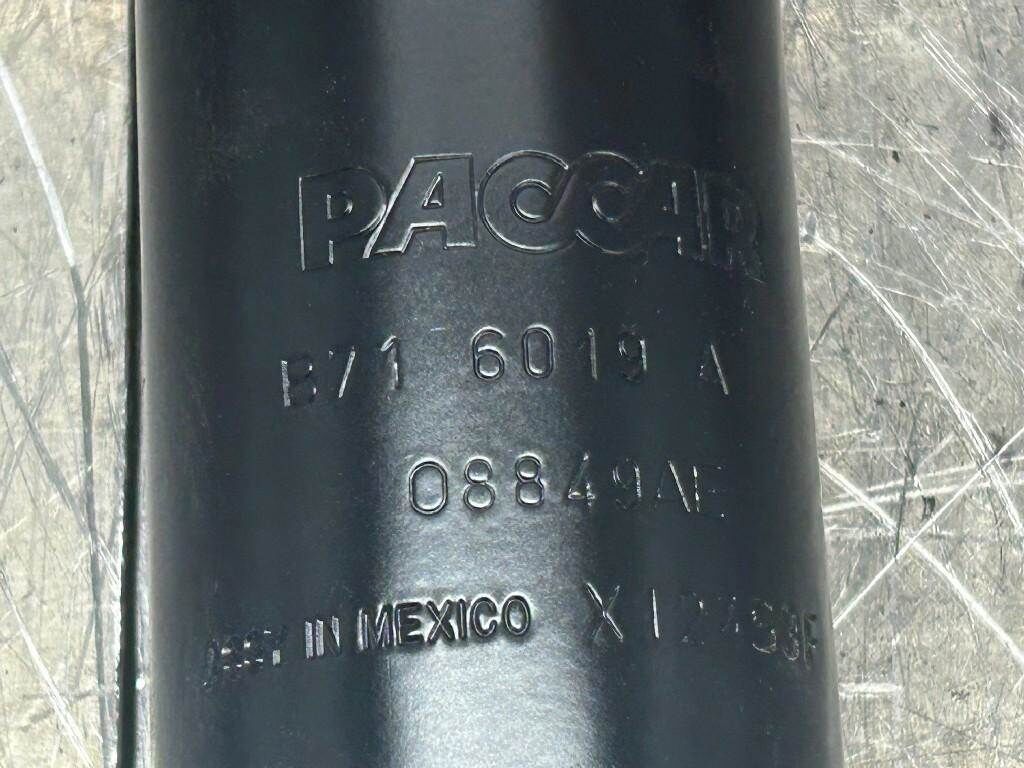 PACCAR
B71 6019 A
08849AE
IN MEXICO